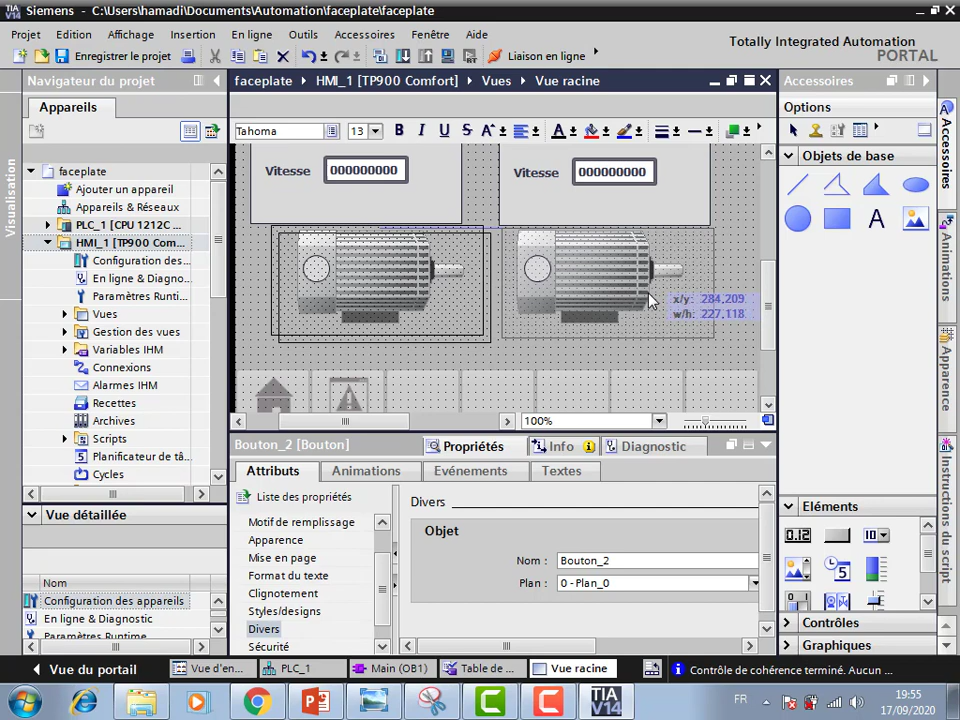 TIA V14
Siemens - C:\Users\hamadi\Documents\Automation\faceplate\faceplate
Projet Edition Affichage Insertion En ligne Outils Accessoires Fenêtre Aide
Totally Integrated Automation
PORTAL
Enregistrer le projet
Liaison en ligne
Navigateur du projet
faceplate HMI_1 [TP900 Comfort] Vues Vue racine
Accessoires
Appareils
Options
Tahoma 13 B I U S A
Objets de base
A
Visualisation
faceplate
Ajouter un appareil
Appareils & Réseaux
PLC_1 [CPU 1212C ...
HMI_1 [TP900 Com...
Configuration des...
En ligne & Diagno...
Paramètres Runti...
Vues
Gestion des vues
Variables IHM
Connexions
Alarmes IHM
Recettes
Archives
Scripts
Planificateur de tâ...
Cycles
Vitesse 000000000
Vitesse 000000000
x/y: 284,209
w/h: 227,118
100%
Accessoires
Animations
Apparence
Instructions du script
Vue détaillée
Nom
Configuration des appareils
En ligne & Diagnostic
Paramètres Runtime
Bouton_2 [Bouton]
Propriétés Info Diagnostic
Attributs Animations Evénements Textes
Liste des propriétés
Motif de remplissage
Apparence
Mise en page
Format du texte
Clignotement
Styles/designs
Divers
Sécurité
Divers
Objet
Nom : Bouton_2
Plan : 0 - Plan_0
Eléments
0.12 10
5
Contrôles
Graphiques
Vue du portail
Vue d'en... PLC_1 Main (OB1) Table de ... Vue racine
Contrôle de cohérence terminé. Aucun ...
TIA V14
FR
19:55
17/09/2020